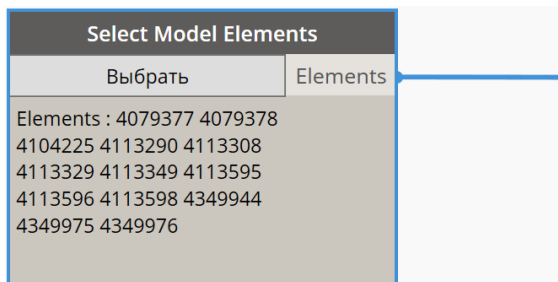 Select Model Elements
Выбрать Elements
Elements : 4079377 4079378
4104225 4113290 4113308
4113329 4113349 4113595
4113596 4113598 4349944
4349975 4349976